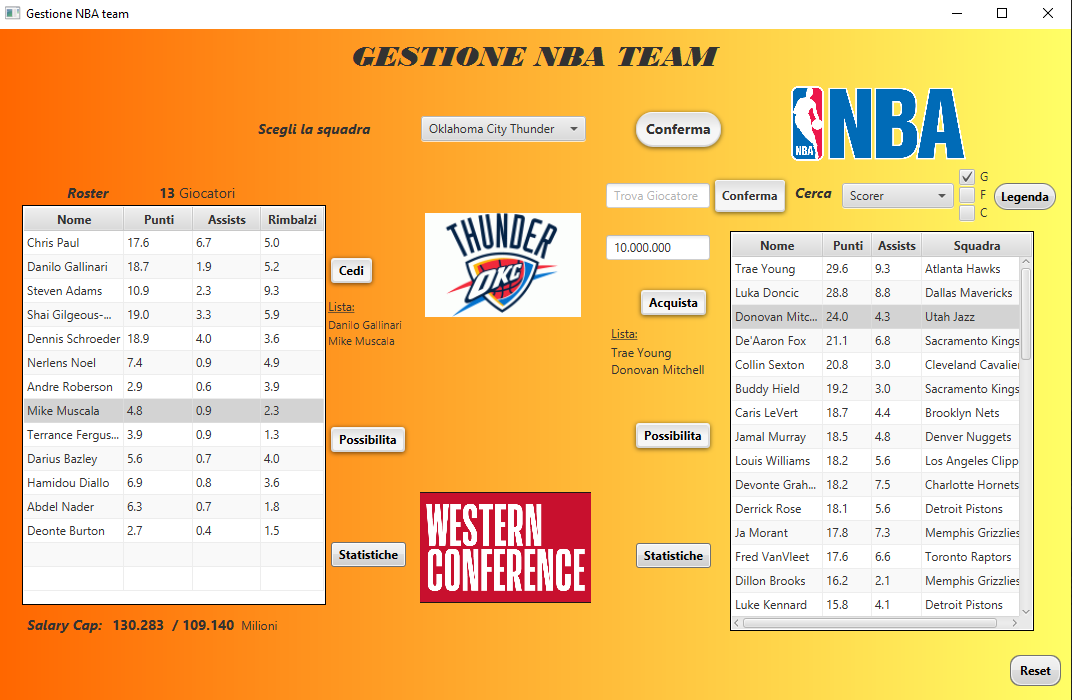 Gestione NBA team
GESTIONE NBA TEAM
Scegli la squadra
Oklahoma City Thunder
Conferma
NBA
NBA
Roster 13 Giocatori
Trova Giocatore
Conferma
Cerca
Scorer
G
F
C
Legenda
Nome Punti Assists Rimbalzi
Chris Paul 17.6 6.7 5.0
Danilo Gallinari 18.7 1.9 5.2
Steven Adams 10.9 2.3 9.3
Shai Gilgeous-... 19.0 3.3 5.9
Dennis Schroeder 18.9 4.0 3.6
Nerlens Noel 7.4 0.9 4.9
Andre Roberson 2.9 0.6 3.9
Mike Muscala 4.8 0.9 2.3
Terrance Fergus... 3.9 0.9 1.3
Darius Bazley 5.6 0.7 4.0
Hamidou Diallo 6.9 0.8 3.6
Abdel Nader 6.3 0.7 1.8
Deonte Burton 2.7 0.4 1.5
Salary Cap: 130.283 / 109.140 Milioni
Cedi
Lista:
Danilo Gallinari
Mike Muscala
Possibilita
Statistiche
THUNDER
OKC
WESTERN
CONFERENCE
10.000.000
Acquista
Lista:
Trae Young
Donovan Mitchell
Possibilita
Statistiche
Nome Punti Assists Squadra
Trae Young 29.6 9.3 Atlanta Hawks
Luka Doncic 28.8 8.8 Dallas Mavericks
Donovan Mitc... 24.0 4.3 Utah Jazz
De'Aaron Fox 21.1 6.8 Sacramento Kings
Collin Sexton 20.8 3.0 Cleveland Cavalie
Buddy Hield 19.2 3.0 Sacramento Kings
Caris LeVert 18.7 4.4 Brooklyn Nets
Jamal Murray 18.5 4.8 Denver Nuggets
Louis Williams 18.2 5.6 Los Angeles Clipp
Devonte Grah... 18.2 7.5 Charlotte Hornets
Derrick Rose 18.1 5.6 Detroit Pistons
Ja Morant 17.8 7.3 Memphis Grizzlies
Fred VanVleet 17.6 6.6 Toronto Raptors
Dillon Brooks 16.2 2.1 Memphis Grizzlies
Luke Kennard 15.8 4.1 Detroit Pistons
Reset